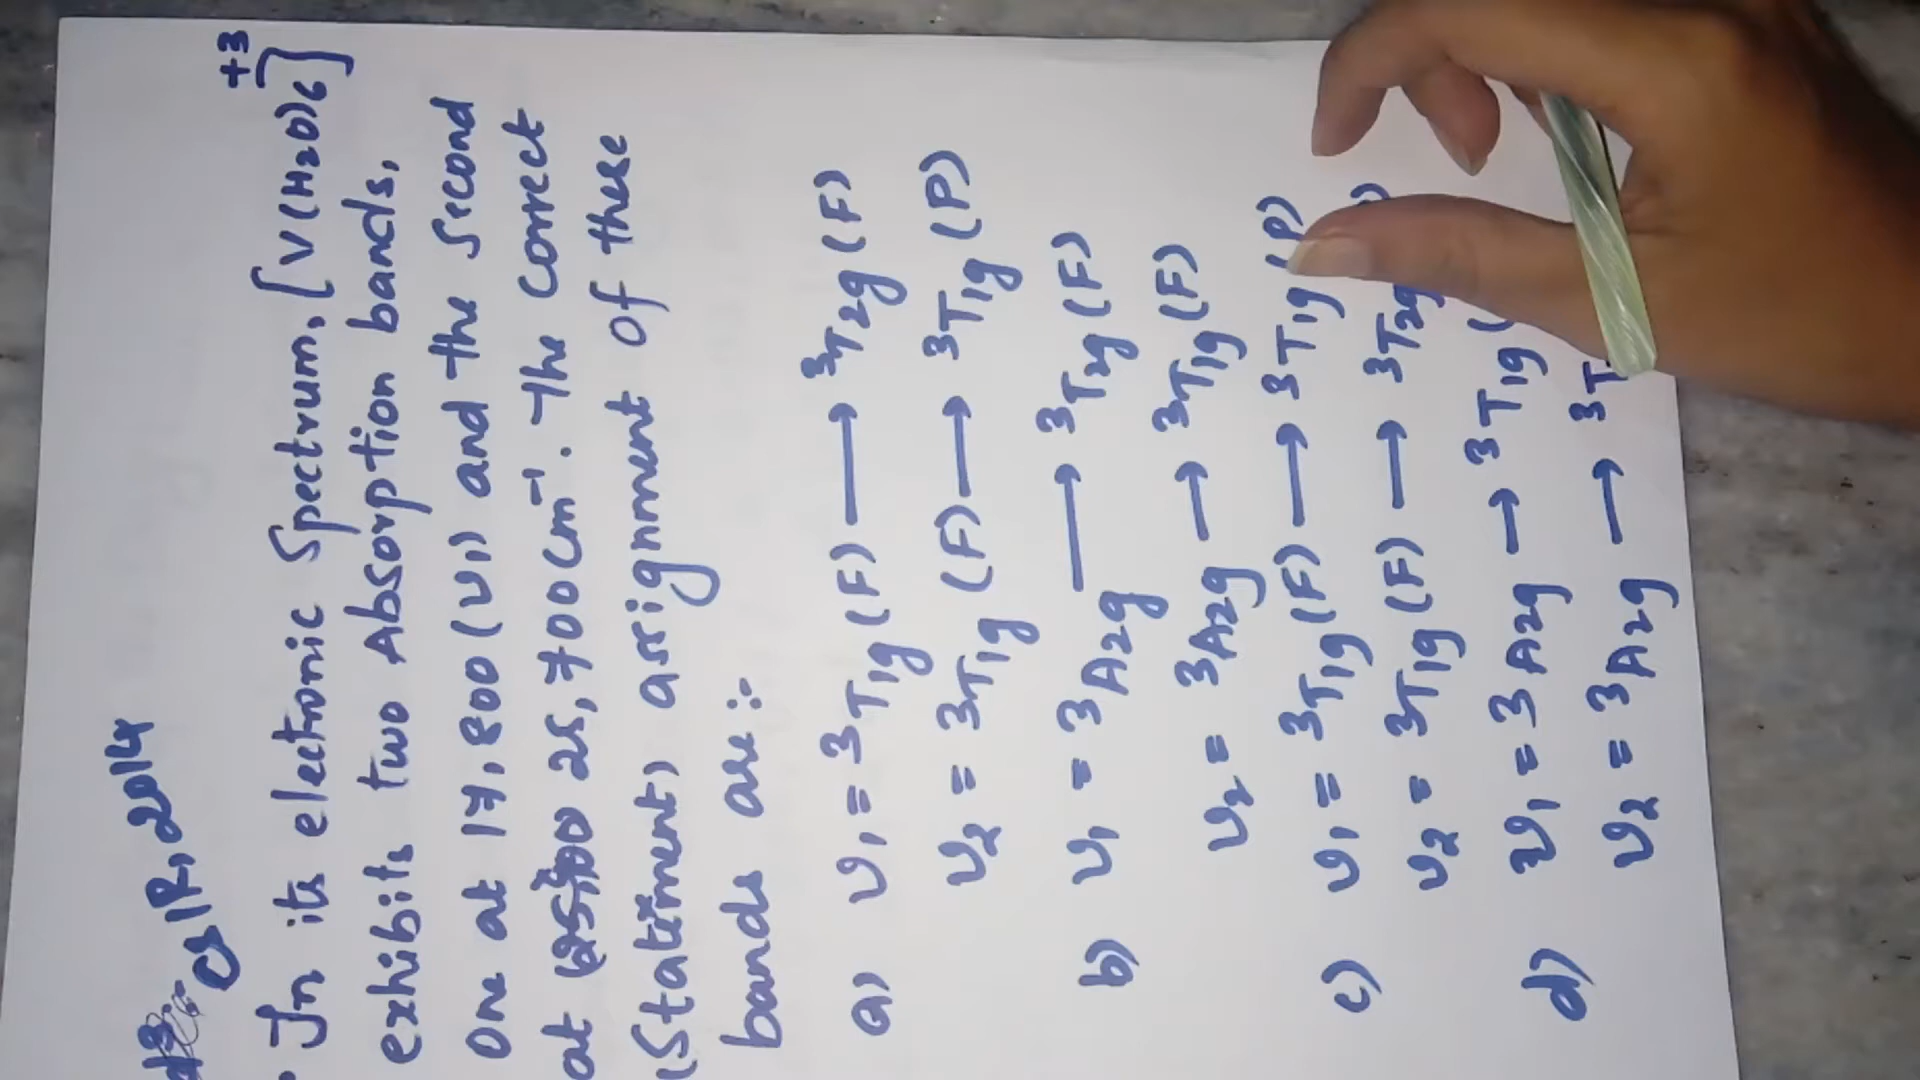 CSIR, 2014
In its electronic Spectrum, [V(H2O)6]+3
exhibits two Absorption bands,
one at 17,800 (ν1) and the Second
at 25,700 cm-1. The Correct
(Statement) assignment of these
bands are :-
a) ν1 = 3T1g (F) → 3T2g (F)
ν2 = 3T1g (F) → 3T1g (P)
b) ν1 = 3A2g → 3T2g (F)
ν2 = 3A2g → 3T1g (F)
c) ν1 = 3T1g (F) → 3T1g (P)
ν2 = 3T1g (F) → 3T2g
d) ν1 = 3A2g → 3T1g (
ν2 = 3A2g → 3T